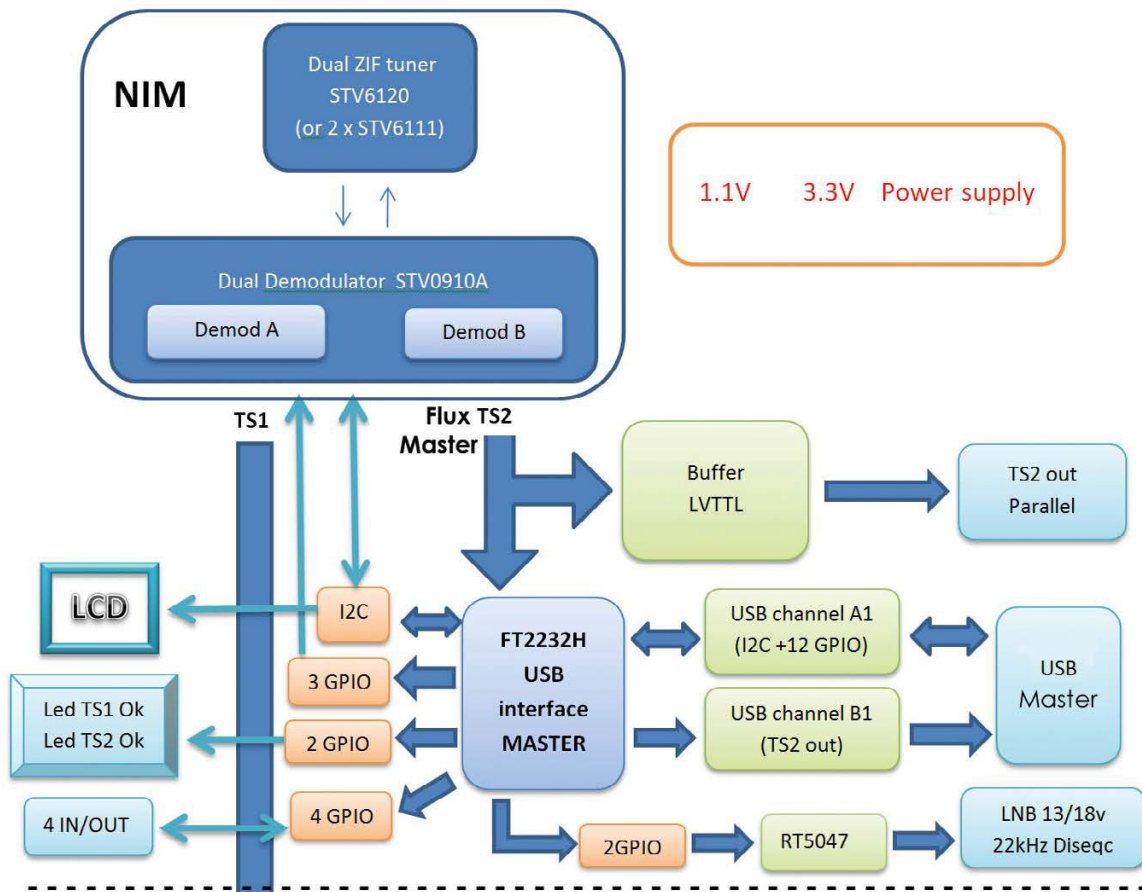 NIM
Dual ZIF tuner
STV6120
(or 2 x STV6111)
1.1V 3.3V Power supply
Dual Demodulator STV0910A
Demod A
Demod B
TS1
Flux TS2
Master
Buffer
LVTTL
TS2 out
Parallel
LCD
I2C
FT2232H
USB
interface
MASTER
USB channel A1
(I2C +12 GPIO)
USB
Master
3 GPIO
Led TS1 Ok
Led TS2 Ok
2 GPIO
USB channel B1
(TS2 out)
4 IN/OUT
4 GPIO
2GPIO
RT5047
LNB 13/18v
22kHz Diseqc